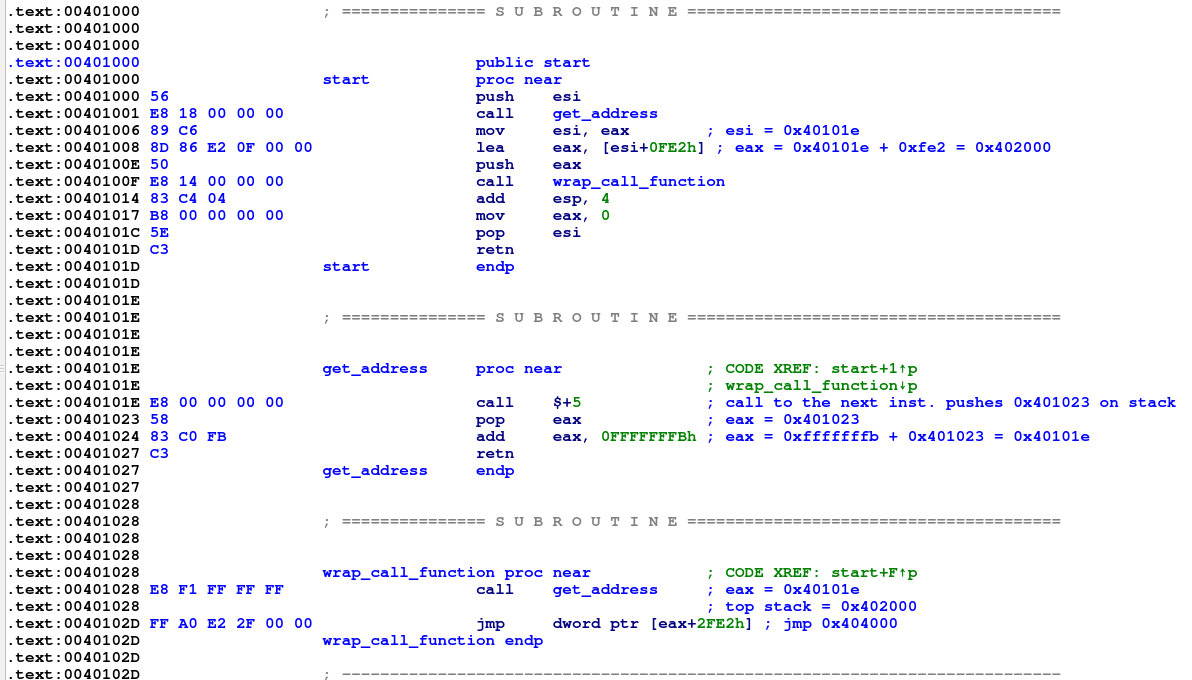 .text:00401000 ; =============== S U B R O U T I N E =======================================
.text:00401000
.text:00401000
.text:00401000 public start
.text:00401000 start proc near
.text:00401000 56 push esi
.text:00401001 E8 18 00 00 00 call get_address
.text:00401006 89 C6 mov esi, eax ; esi = 0x40101e
.text:00401008 8D 86 E2 0F 00 00 lea eax, [esi+0FE2h] ; eax = 0x40101e + 0xfe2 = 0x402000
.text:0040100E 50 push eax
.text:0040100F E8 14 00 00 00 call wrap_call_function
.text:00401014 83 C4 04 add esp, 4
.text:00401017 B8 00 00 00 00 mov eax, 0
.text:0040101C 5E pop esi
.text:0040101D C3 retn
.text:0040101D start endp
.text:0040101D
.text:0040101E
.text:0040101E ; =============== S U B R O U T I N E =======================================
.text:0040101E
.text:0040101E
.text:0040101E get_address proc near ; CODE XREF: start+1↑p
.text:0040101E ; wrap_call_function↓p
.text:0040101E E8 00 00 00 00 call $+5 ; call to the next inst. pushes 0x401023 on stack
.text:00401023 58 pop eax ; eax = 0x401023
.text:00401024 83 C0 FB add eax, 0FFFFFFFBh ; eax = 0xfffffffb + 0x401023 = 0x40101e
.text:00401027 C3 retn
.text:00401027 get_address endp
.text:00401027
.text:00401028
.text:00401028 ; =============== S U B R O U T I N E =======================================
.text:00401028
.text:00401028
.text:00401028 wrap_call_function proc near ; CODE XREF: start+F↑p
.text:00401028 E8 F1 FF FF FF call get_address ; eax = 0x40101e
.text:00401028 ; top stack = 0x402000
.text:0040102D FF A0 E2 2F 00 00 jmp dword ptr [eax+2FE2h] ; jmp 0x404000
.text:0040102D wrap_call_function endp
.text:0040102D
.text:0040102D ; ---------------------------------------------------------------------------